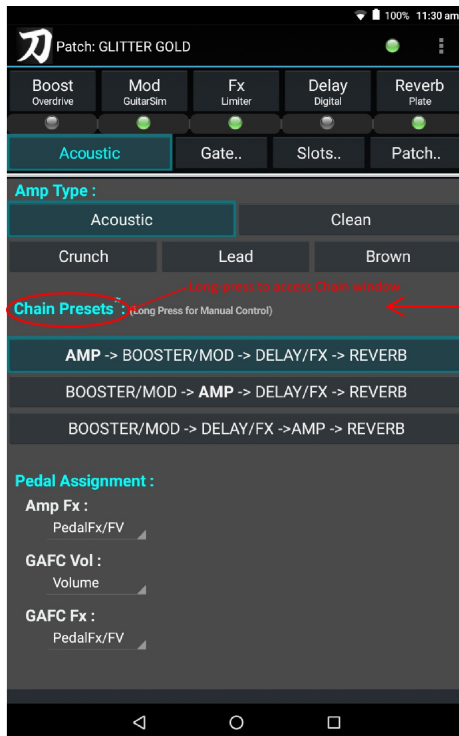 100% 11:30 am
刀 Patch: GLITTER GOLD
Boost Mod Fx Delay Reverb
Overdrive GuitarSim Limiter Digital Plate
Acoustic Gate.. Slots.. Patch..
Amp Type :
Acoustic Clean
Crunch Lead Brown
Long-press to access Chain window
Chain Presets~ : (Long Press for Manual Control)
AMP -> BOOSTER/MOD -> DELAY/FX -> REVERB
BOOSTER/MOD -> AMP -> DELAY/FX -> REVERB
BOOSTER/MOD -> DELAY/FX ->AMP -> REVERB
Pedal Assignment :
Amp Fx :
PedalFx/FV
GAFC Vol :
Volume
GAFC Fx :
PedalFx/FV